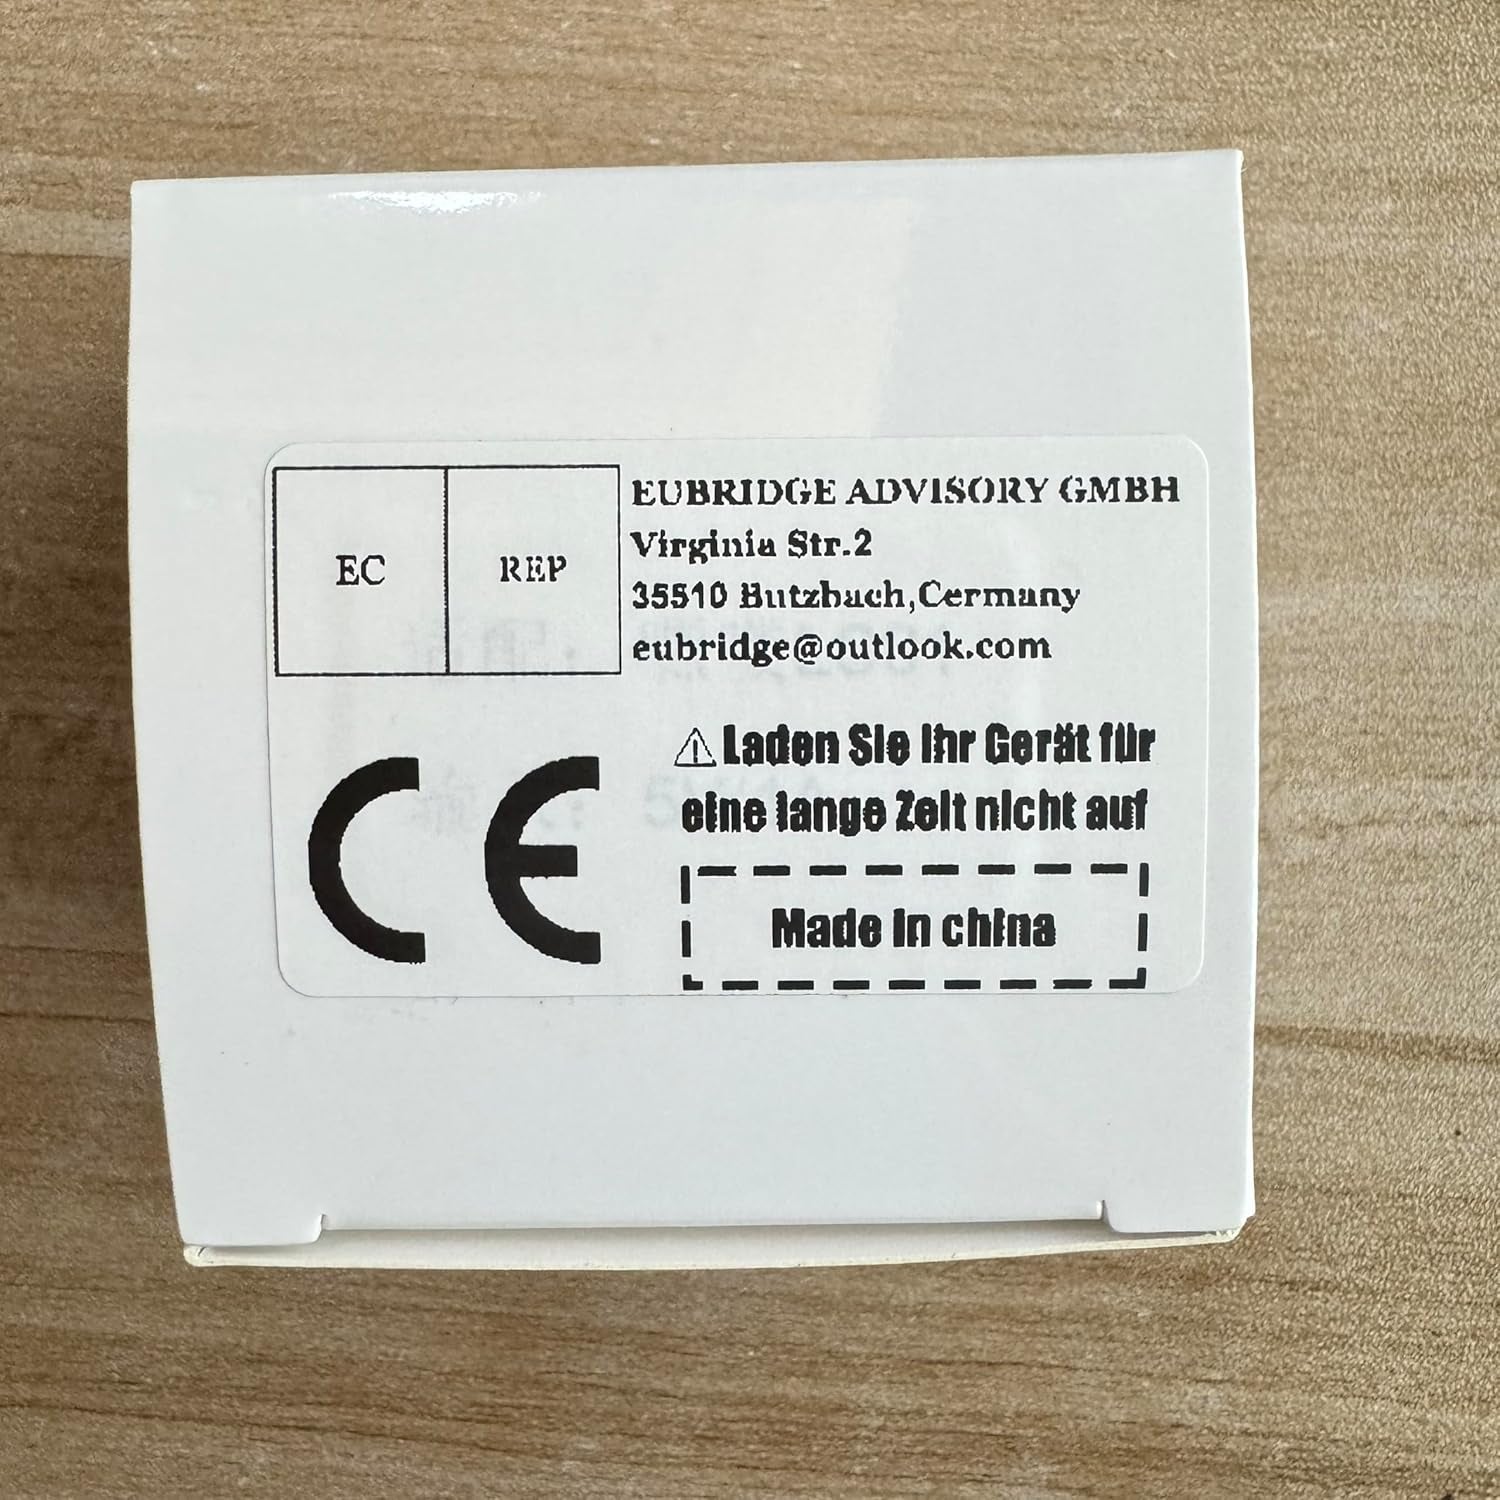 EC REP
EUBRIDGE ADVISORY GMBH
Virginia Str.2
35510 Butzbach,Germany
eubridge@outlook.com
CE
⚠Laden Sie Ihr Gerät für
eine lange Zeit nicht auf
Made in china